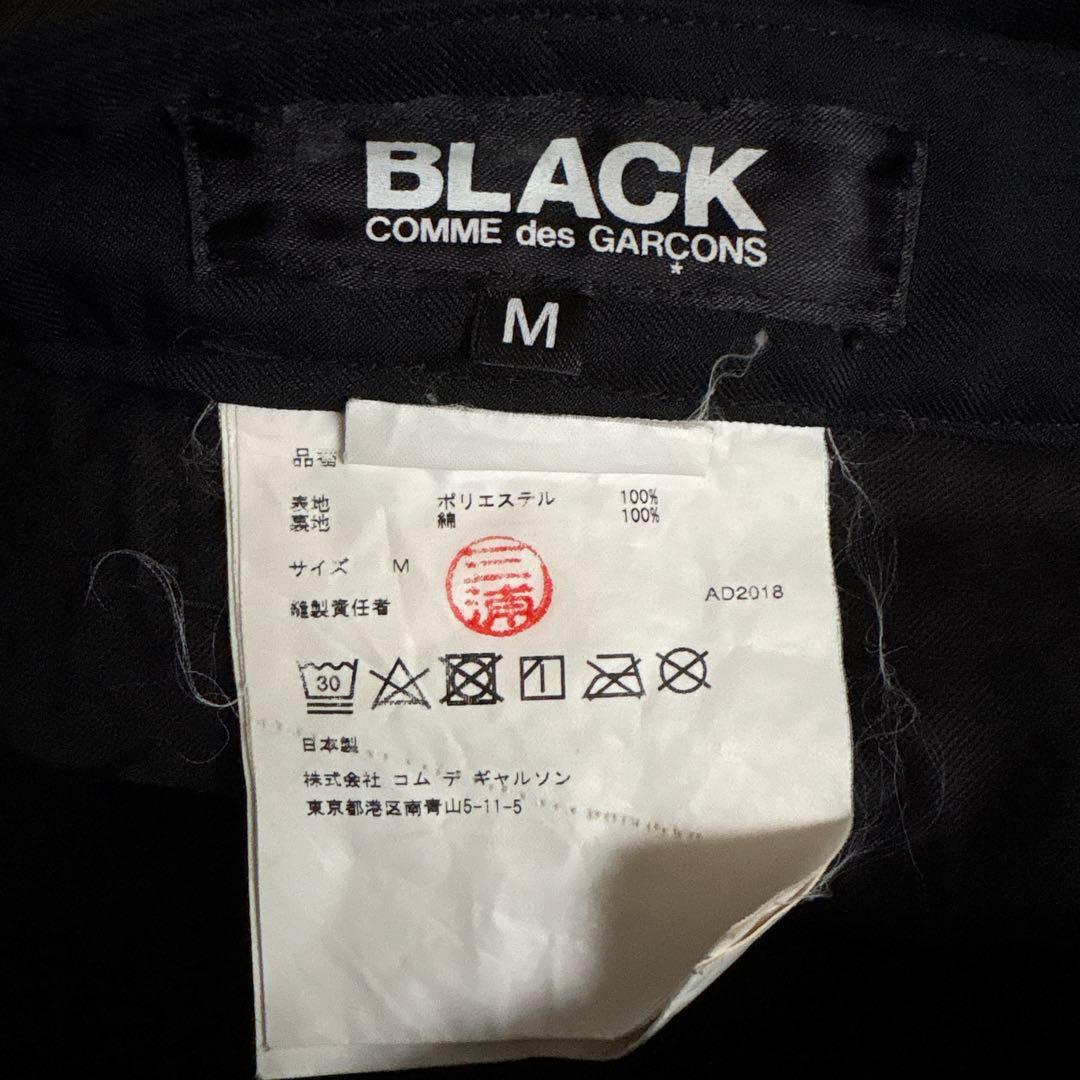 BLACK
COMME des GARÇONS
*
M
品番
表地 ポリエステル 100%
裏地 綿 100%
サイズ M
三浦
縫製責任者
AD2018
30
日本製
株式会社 コム デ ギャルソン
東京都港区南青山5-11-5